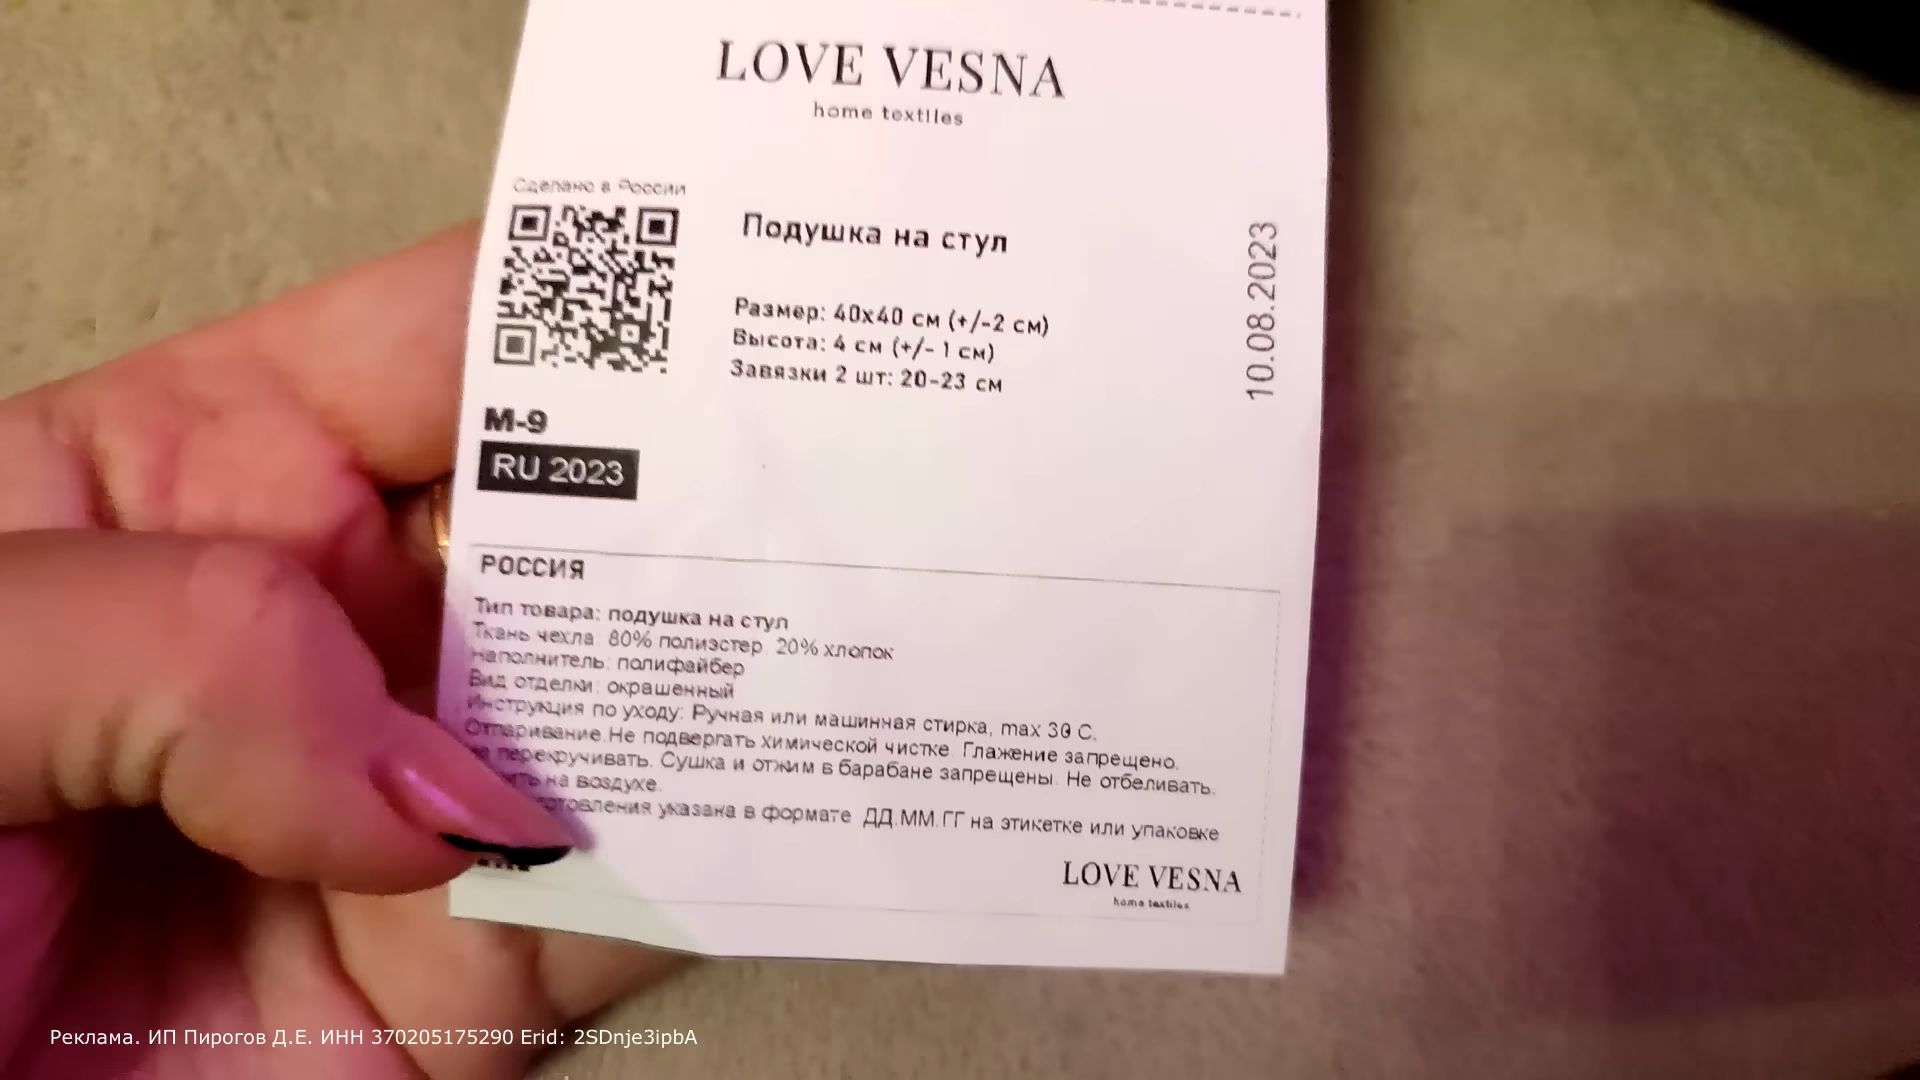 LOVE VESNA
home textiles
Сделано в России
Подушка на стул
10.08.2023
Размер: 40x40 см (+/-2 см)
Высота: 4 см (+/- 1 см)
Завязки 2 шт: 20-23 см
М-9
RU 2023
РОССИЯ
Тип товара: подушка на стул
Ткань чехла: 80% полиэстер, 20% хлопок
Наполнитель: полифайбер
Вид отделки: окрашенный
Инструкция по уходу: Ручная или машинная стирка, max 30 С.
Отпаривание.Не подвергать химической чистке. Глажение запрещено.
перекручивать. Сушка и отжим в барабане запрещены. Не отбеливать.
на воздухе.
указана в формате ДД.ММ.ГГ на этикетке или упаковке
LOVE VESNA
home textiles
Реклама. ИП Пирогов Д.Е. ИНН 370205175290 Erid: 2SDnje3ipbA